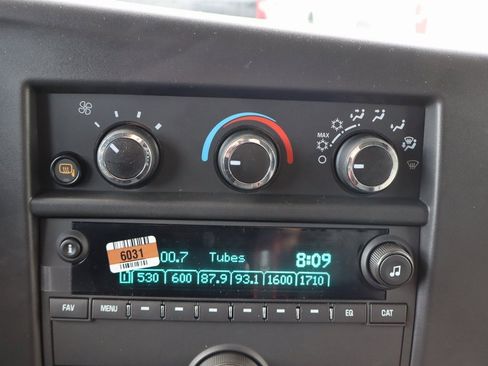 MAX
6031
00.7 Tubes 8:09
530 600 87.9 93.1 1600 1710
i
FAV MENU EQ CAT